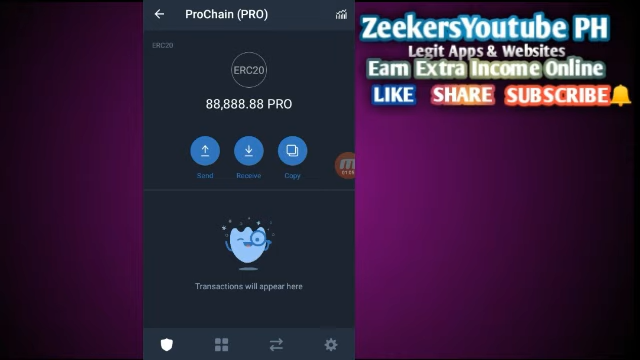 ProChain (PRO)
ERC20
ERC20
88,888.88 PRO
Send
Receive
Copy
Transactions will appear here
ZeekersYoutube PH
Legit Apps & Websites
Earn Extra Income Online
LIKE SHARE SUBSCRIBE